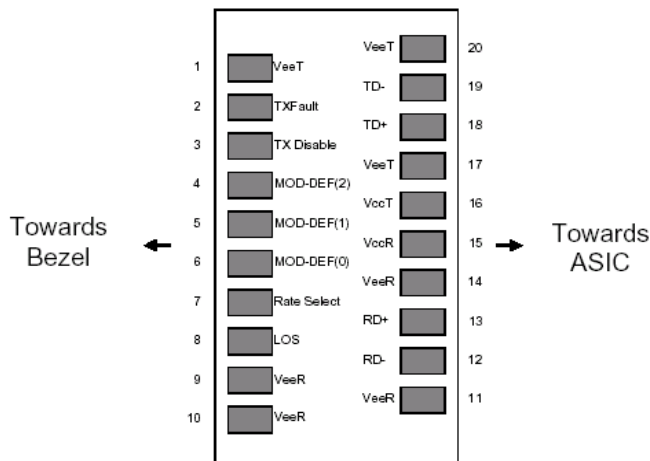 1 VeeT
2 TXFault
3 TX Disable
4 MOD-DEF(2)
5 MOD-DEF(1)
6 MOD-DEF(0)
7 Rate Select
8 LOS
9 VeeR
10 VeeR
VeeT 20
TD- 19
TD+ 18
VeeT 17
VccT 16
VccR 15
VeeR 14
RD+ 13
RD- 12
VeeR 11
Towards
Bezel
Towards
ASIC